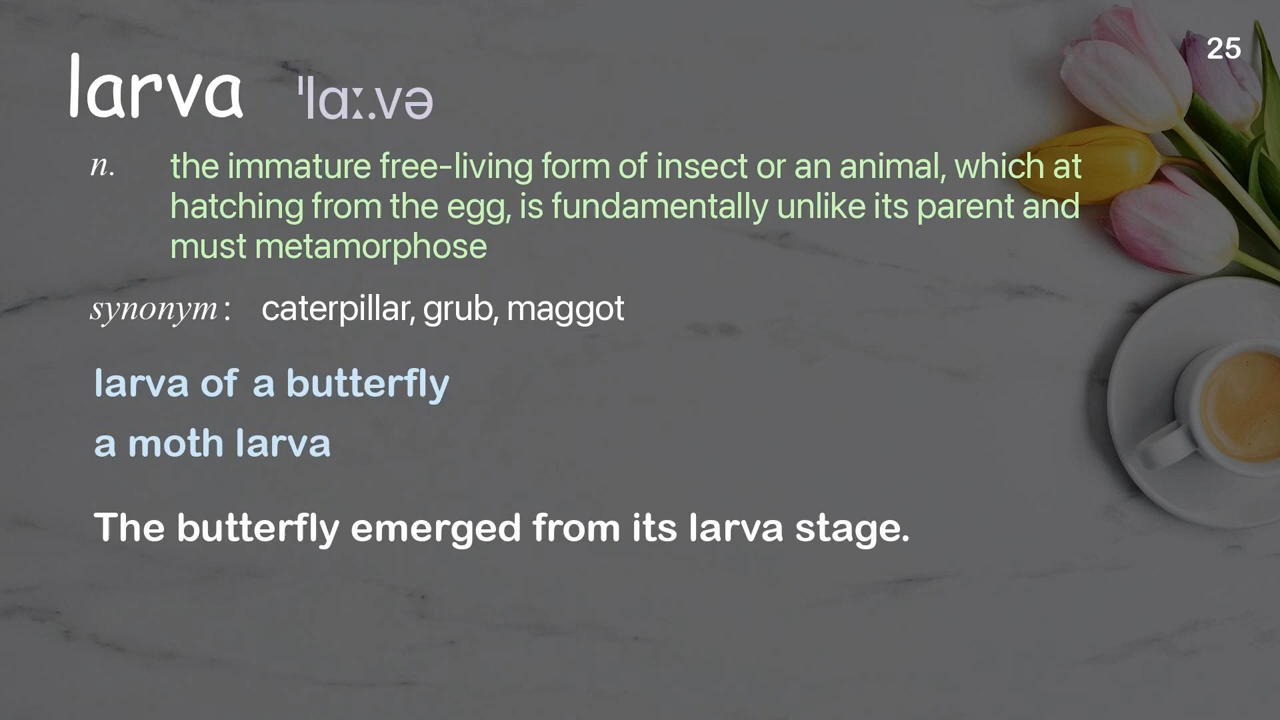 25
larva ˈlɑː.və
n. the immature free-living form of insect or an animal, which at
hatching from the egg, is fundamentally unlike its parent and
must metamorphose
synonym : caterpillar, grub, maggot
larva of a butterfly
a moth larva
The butterfly emerged from its larva stage.